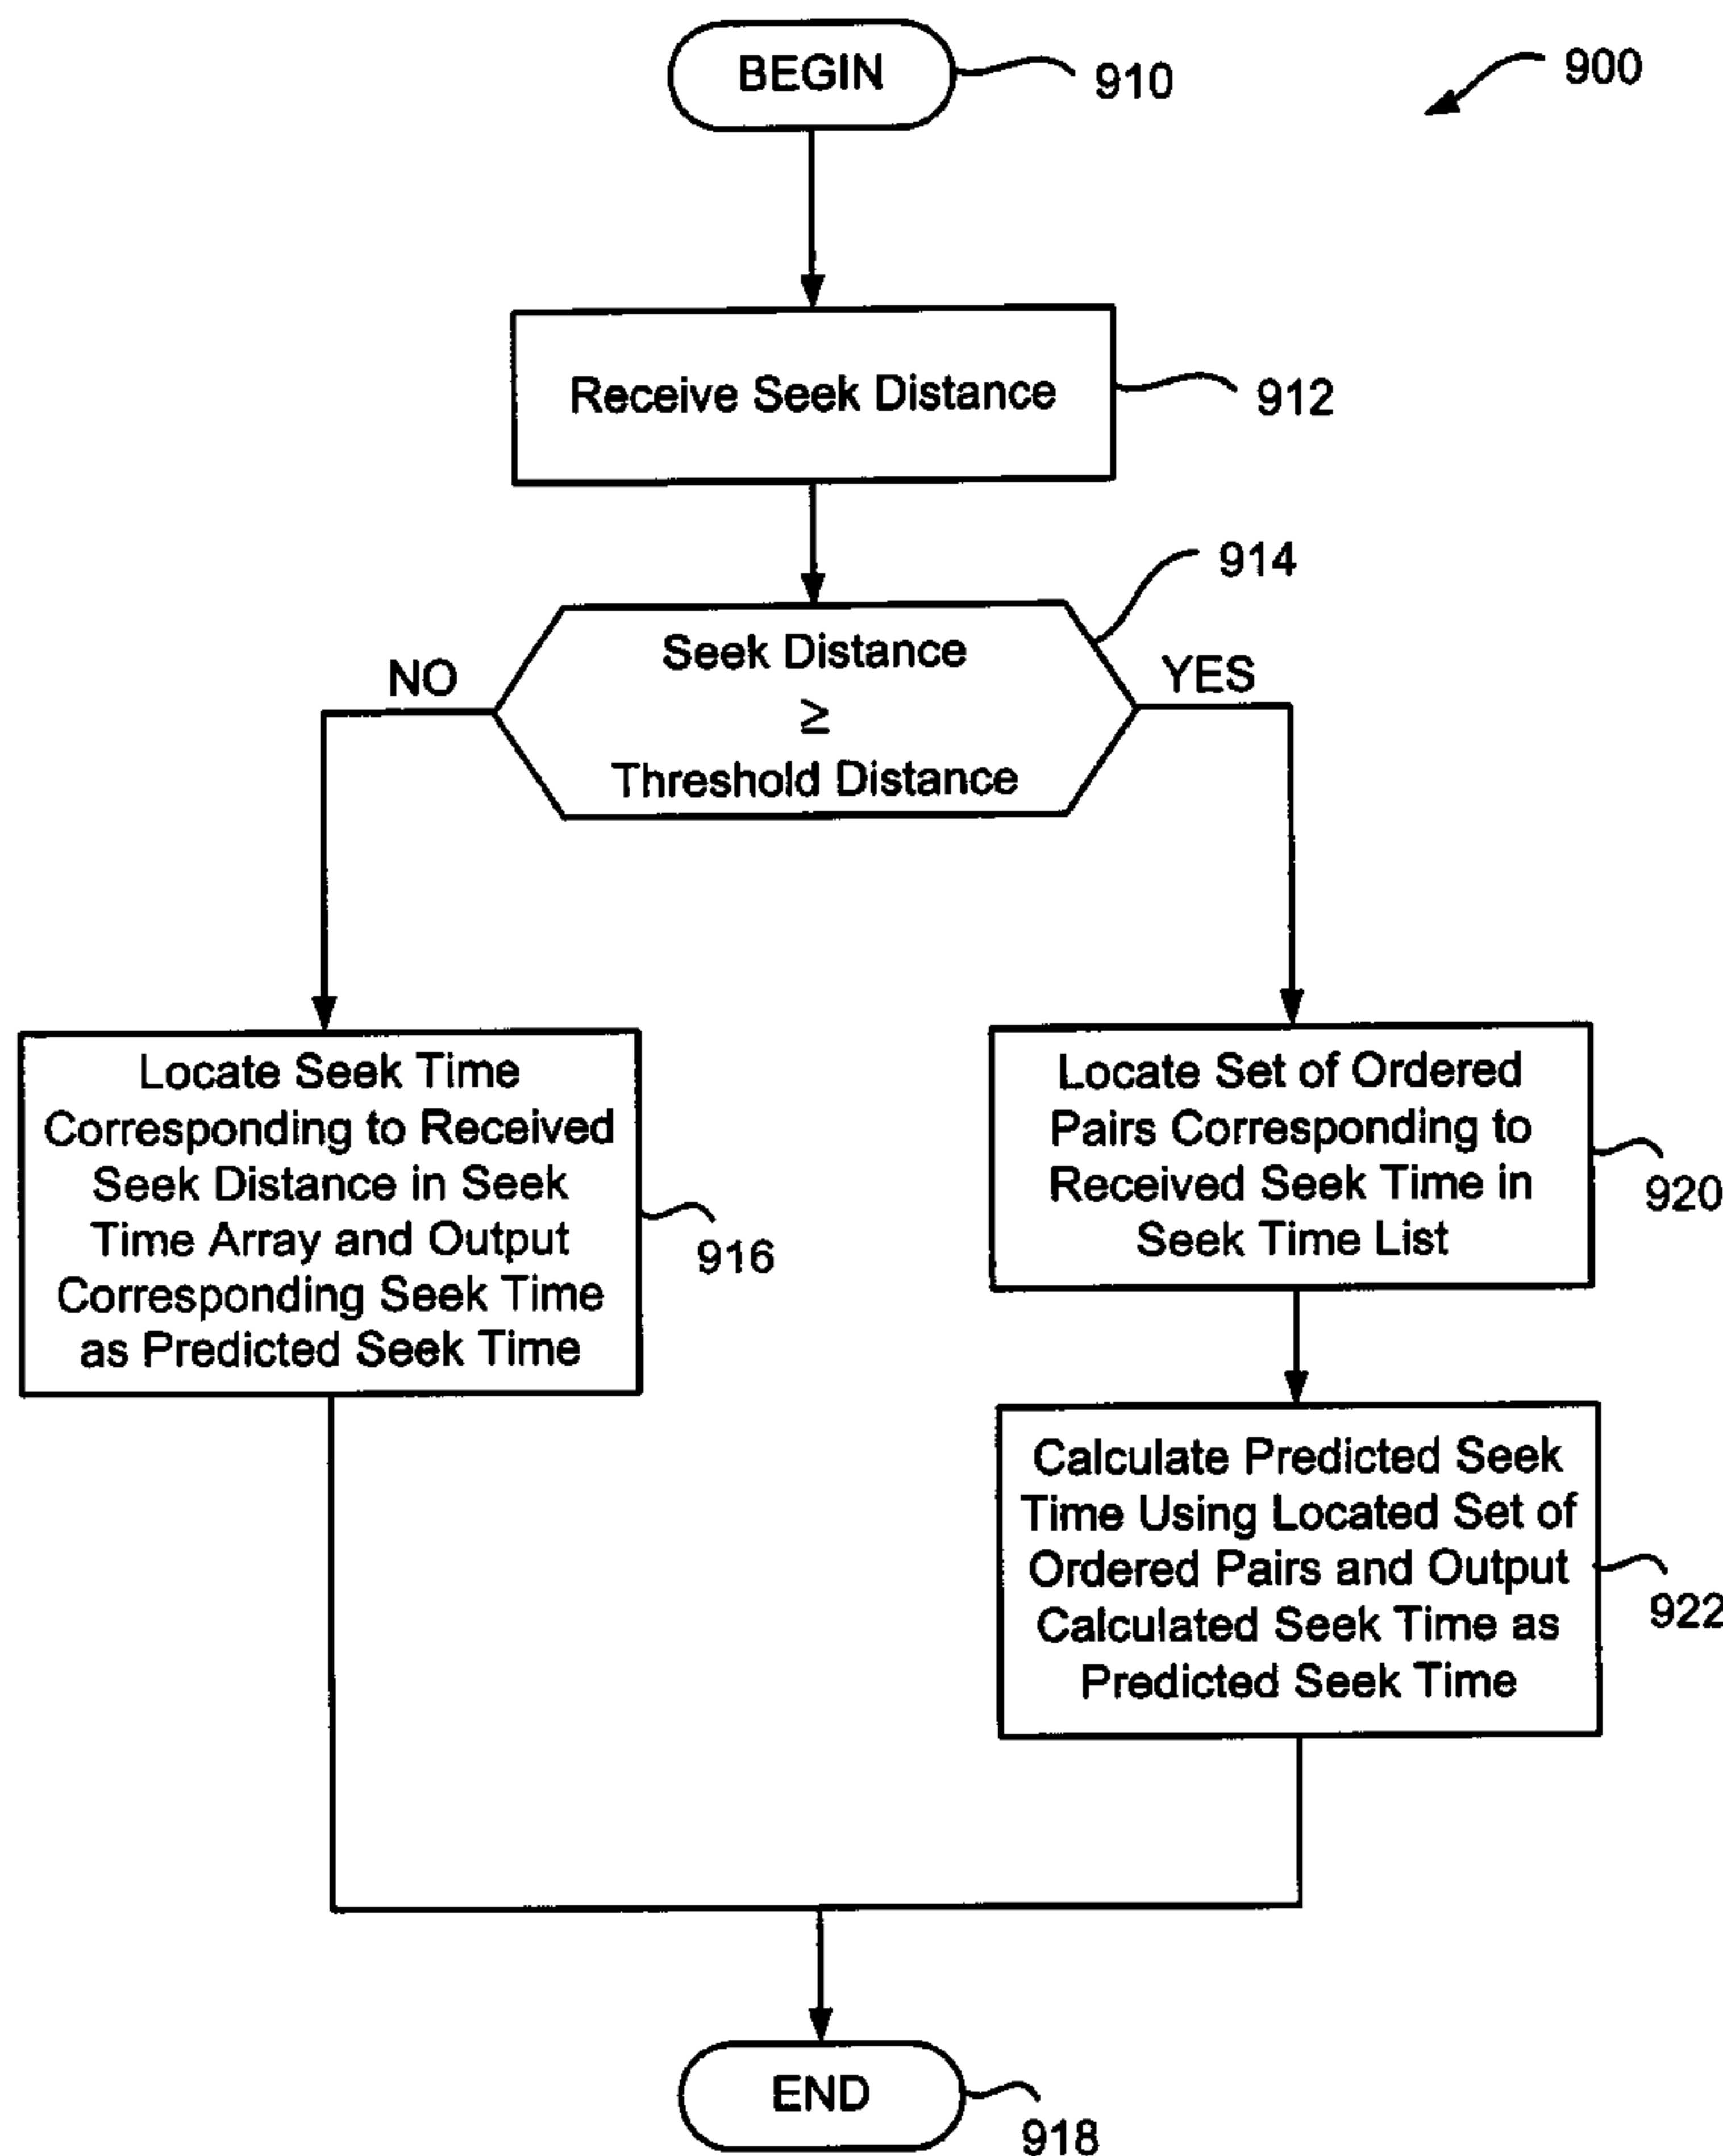 BEGIN
910
900
Receive Seek Distance
912
914
Seek Distance
≥
Threshold Distance
NO
YES
Locate Seek Time
Corresponding to Received
Seek Distance in Seek
Time Array and Output
Corresponding Seek Time
as Predicted Seek Time
916
Locate Set of Ordered
Pairs Corresponding to
Received Seek Time in
Seek Time List
920
Calculate Predicted Seek
Time Using Located Set of
Ordered Pairs and Output
Calculated Seek Time as
Predicted Seek Time
922
END
918